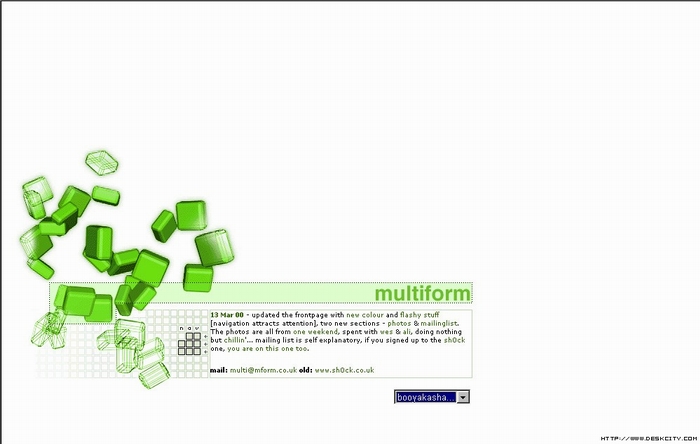 multiform
13 Mar 00 - updated the frontpage with new colour and flashy stuff
[navigation attracts attention], two new sections - photos & mailinglist.
The photos are all from one weekend, spent with wes & ali, doing nothing
but chillin'... mailing list is self explanatory, if you signed up to the sh0ck
one, you are on this one too.
nav
mail: multi@mform.co.uk old: www.sh0ck.co.uk
booyakasha...
HTTP://WWW.DESKCITY.COM